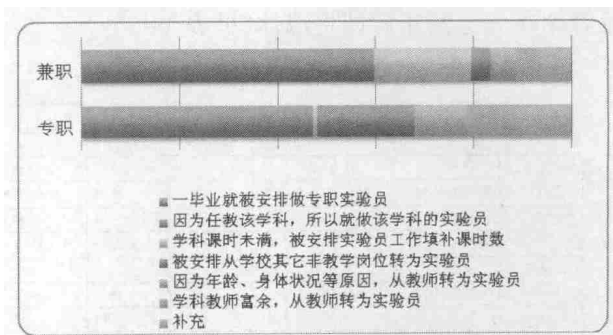 兼职
专职
一毕业就被安排做专职实验员
因为任教该学科，所以就做该学科的实验员
学科课时未满，被安排实验员工作填补课时数
被安排从学校其它非教学岗位转为实验员
因为年龄、身体状况等原因，从教师转为实验员
学科教师富余，从教师转为实验员
补充